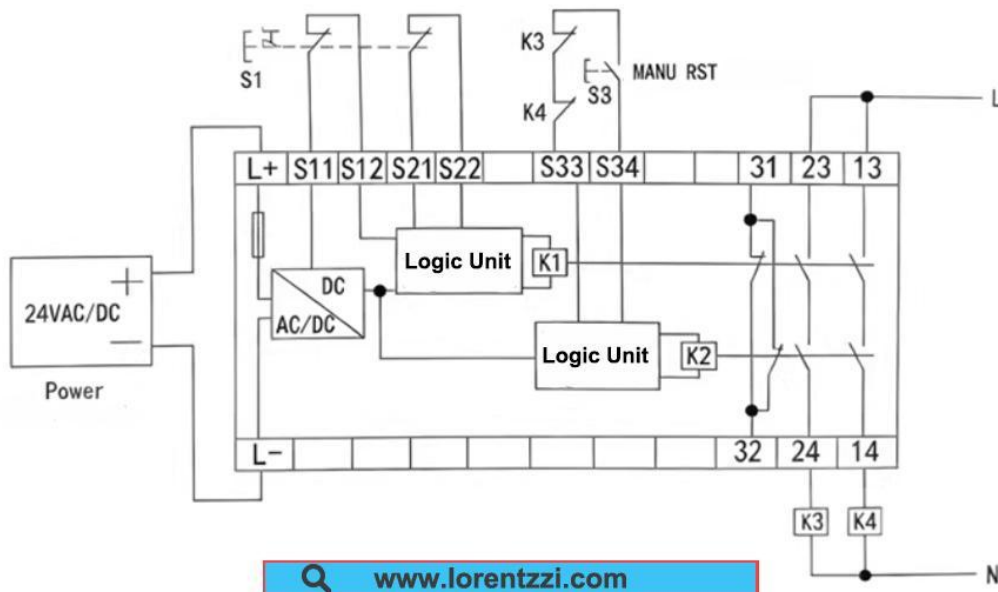 S1
K3
K4
S3
MANU RST
L
L+ S11 S12 S21 S22 S33 S34 31 23 13
Logic Unit
K1
DC
AC/DC
Logic Unit
K2
24VAC/DC
+
−
Power
L- 32 24 14
K3 K4
N
www.lorentzzi.com